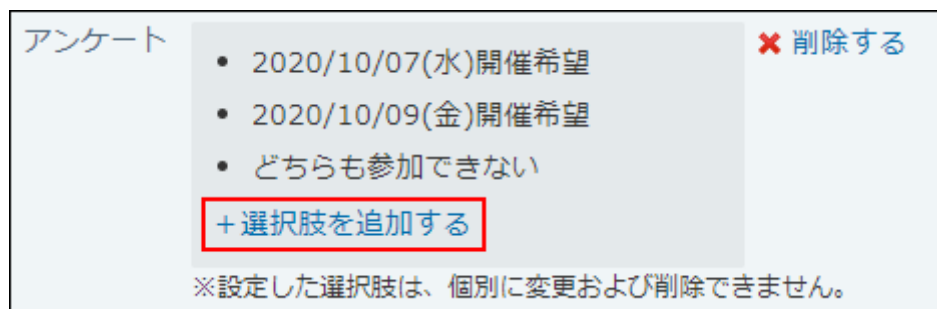 アンケート
• 2020/10/07(水)開催希望
• 2020/10/09(金)開催希望
• どちらも参加できない
+選択肢を追加する
✖ 削除する
※設定した選択肢は、個別に変更および削除できません。